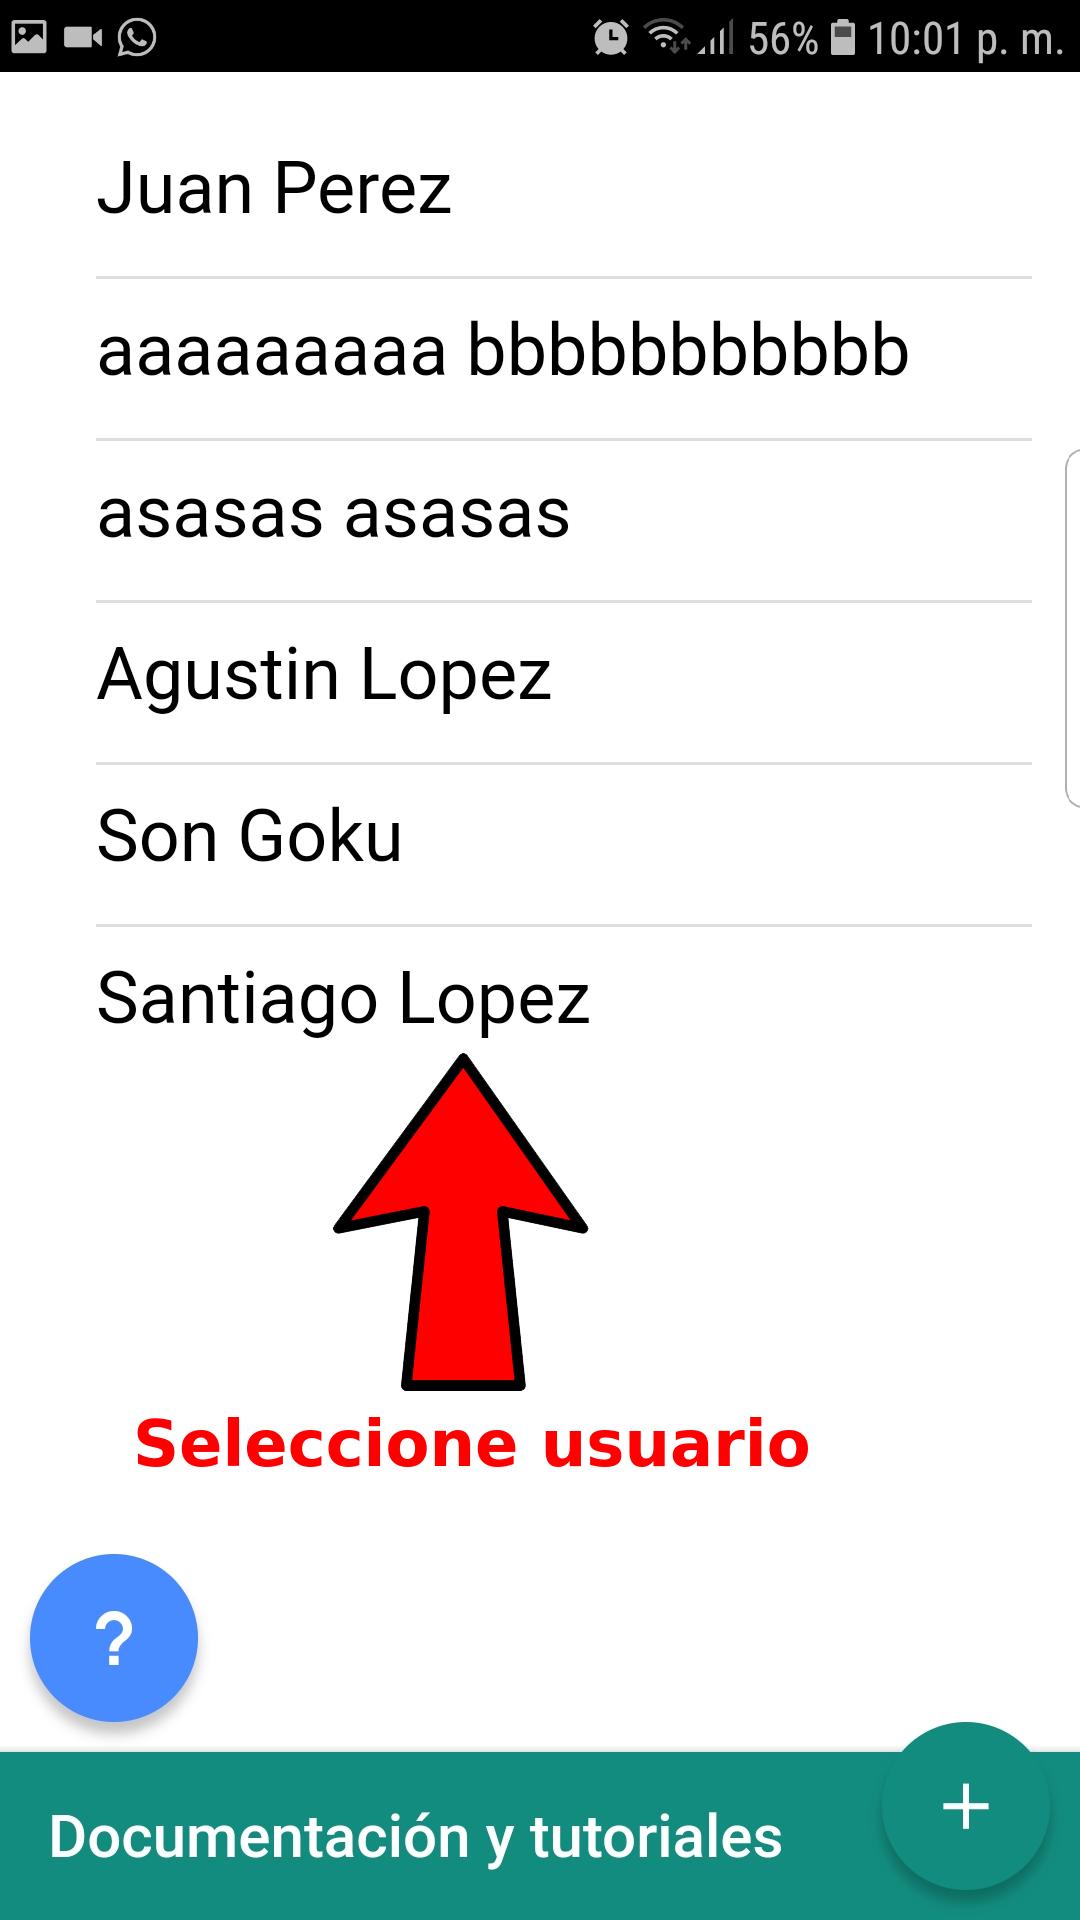 56% 10:01 p. m.
Juan Perez
aaaaaaaaa bbbbbbbbbbb
asasas asasas
Agustin Lopez
Son Goku
Santiago Lopez
Seleccione usuario
?
+
Documentación y tutoriales